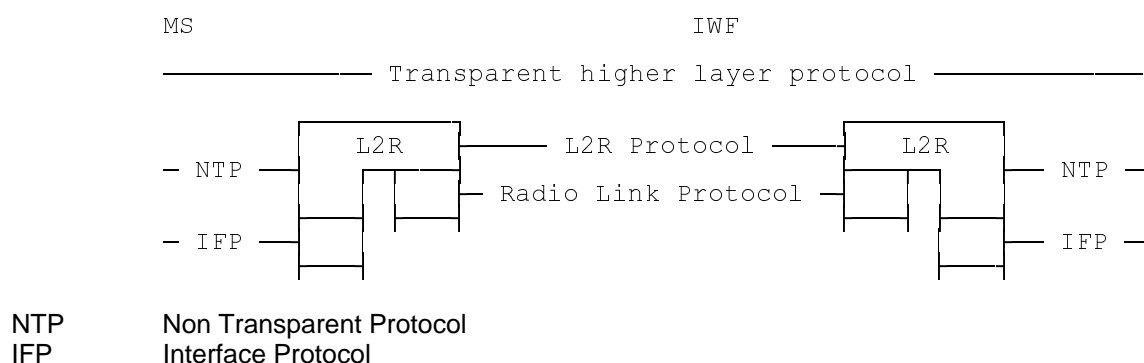 MS IWF
Transparent higher layer protocol
L2R L2R Protocol L2R
NTP NTP
Radio Link Protocol
IFP IFP
NTP Non Transparent Protocol
IFP Interface Protocol